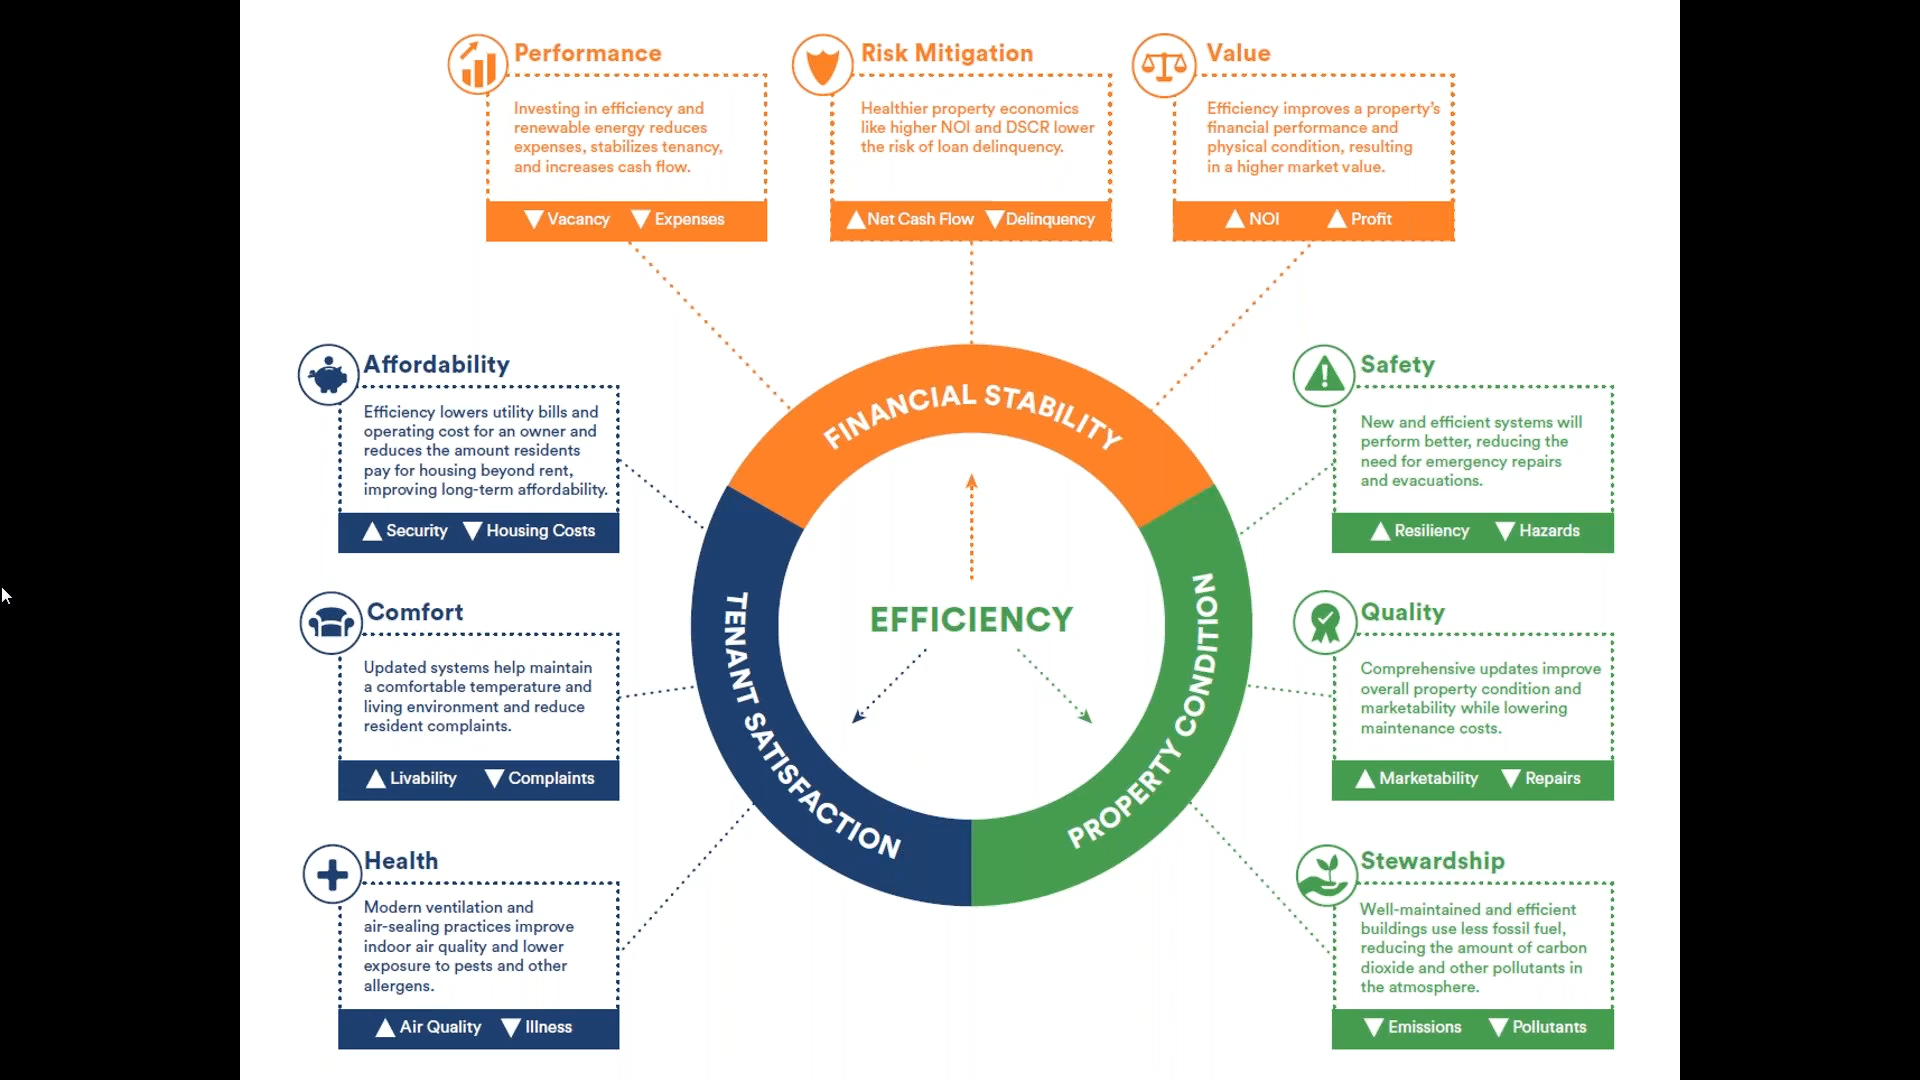 Performance
Investing in efficiency and
renewable energy reduces
expenses, stabilizes tenancy,
and increases cash flow.
▼ Vacancy ▼ Expenses
Risk Mitigation
Healthier property economics
like higher NOI and DSCR lower
the risk of loan delinquency.
▲ Net Cash Flow ▼ Delinquency
Value
Efficiency improves a property's
financial performance and
physical condition, resulting
in a higher market value.
▲ NOI ▲ Profit
Affordability
Efficiency lowers utility bills and
operating cost for an owner and
reduces the amount residents
pay for housing beyond rent,
improving long-term affordability.
▲ Security ▼ Housing Costs
Comfort
Updated systems help maintain
a comfortable temperature and
living environment and reduce
resident complaints.
▲ Livability ▼ Complaints
Health
Modern ventilation and
air-sealing practices improve
indoor air quality and lower
exposure to pests and other
allergens.
▲ Air Quality ▼ Illness
FINANCIAL STABILITY
TENANT SATISFACTION
PROPERTY CONDITION
EFFICIENCY
Safety
New and efficient systems will
perform better, reducing the
need for emergency repairs
and evacuations.
▲ Resiliency ▼ Hazards
Quality
Comprehensive updates improve
overall property condition and
marketability while lowering
maintenance costs.
▲ Marketability ▼ Repairs
Stewardship
Well-maintained and efficient
buildings use less fossil fuel,
reducing the amount of carbon
dioxide and other pollutants in
the atmosphere.
▼ Emissions ▼ Pollutants